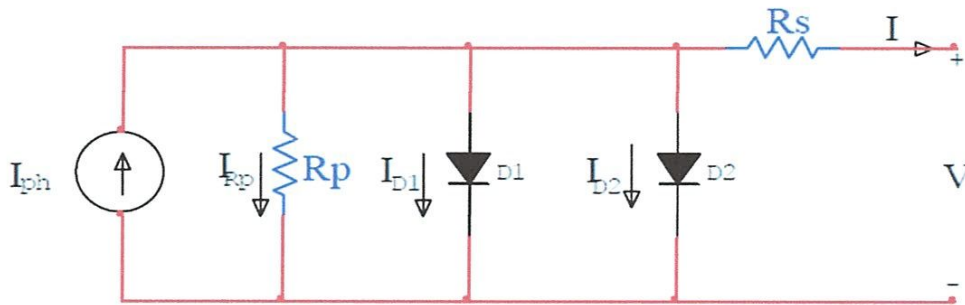 Rs
I
+
Iph
IRp
Rp
ID1
D1
ID2
D2
V
-